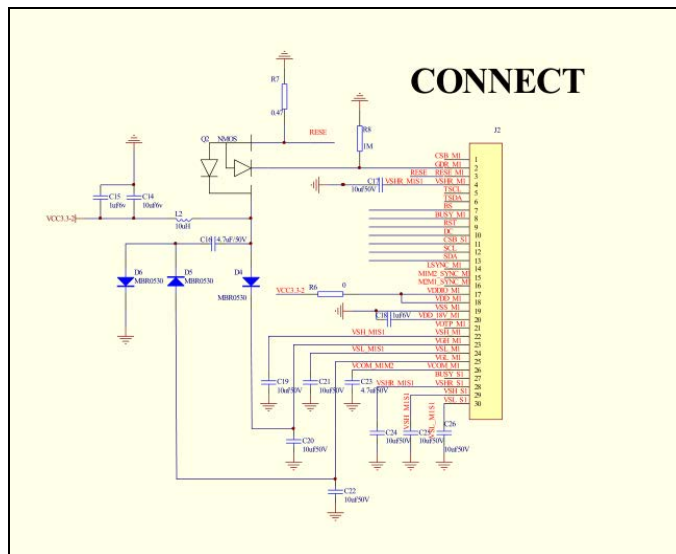 CONNECT
R7
0.47
RESE
R8
1M
Q2
NMOS
J2
CSB_M1
1
GDR_M1
2
RESE
RESE_M1
3
C17
10uf50V
VSHR_M1S1
VSHR_M1
4
TSCL
5
TSDA
6
BS
7
BUSY_M1
8
RST
9
DC
10
CSB_S1
11
SCL
12
SDA
13
LSYNC_M1
14
M1M2_SYNC_M1
15
M2M1_SYNC_M1
16
VDDIO_M1
17
VDD_M1
18
VSS_M1
19
VDD_18V_M1
20
VOTP_M1
21
VSH_M1
22
VGH_M1
23
VSL_M1
24
VGL_M1
25
VCOM_M1
26
BUSY_S1
27
VSHR_S1
28
VSH_S1
29
VSL_S1
30
C15
1uF6v
C14
10uF6v
VCC3.3-2
L2
10uH
C16
4.7uF/50V
D6
MBR0530
D5
MBR0530
D4
MBR0530
VCC3.3-2
R6
0
C18
1uF6V
VSH_M1S1
VSL_M1S1
VCOM_M1M2
C19
10uf50V
C21
10uf50V
C23
4.7uf50V
VSHR_M1S1
VSH_M1S1
VSL_M1S1
C20
10uf50V
C24
10uf50V
C25
10uf50V
C26
10uf50V
C22
10uf50V